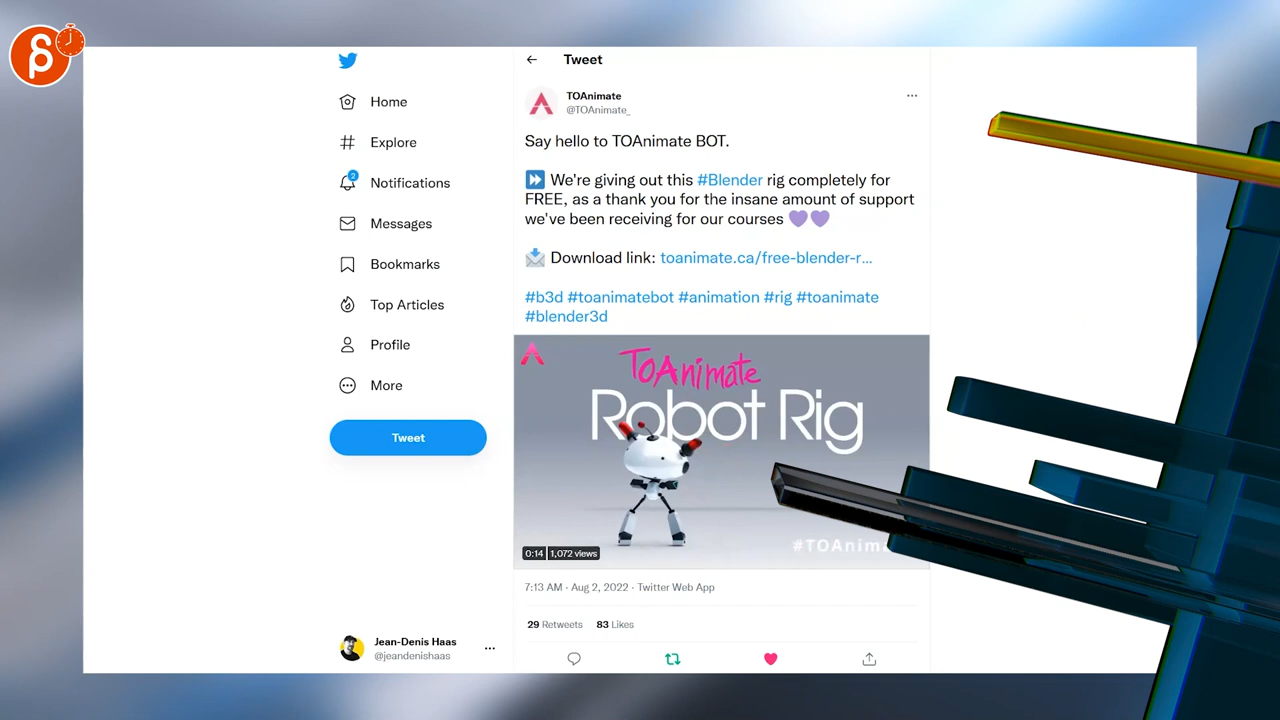 Home
Explore
2
Notifications
Messages
Bookmarks
Top Articles
Profile
More
Tweet
Jean-Denis Haas
@jeandenishaas
Tweet
TOAnimate
@TOAnimate_
Say hello to TOAnimate BOT.
We're giving out this #Blender rig completely for
FREE, as a thank you for the insane amount of support
we've been receiving for our courses 💜💜
Download link: toanimate.ca/free-blender-r...
#b3d #toanimatebot #animation #rig #toanimate
#blender3d
TOAnimate
Robot Rig
#TOAnim
0:14 1,072 views
7:13 AM · Aug 2, 2022 · Twitter Web App
29 Retweets 83 Likes